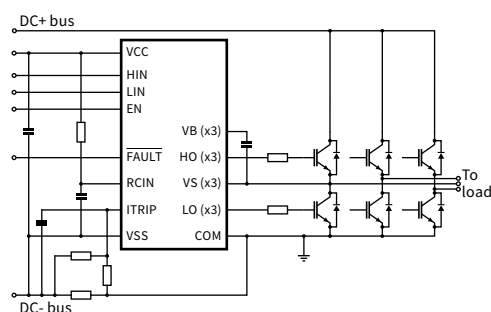 DC+ bus
VCC
HIN
LIN
EN
VB (x3)
FAULT
HO (x3)
RCIN
VS (x3)
To
load
ITRIP
LO (x3)
VSS
COM
DC- bus